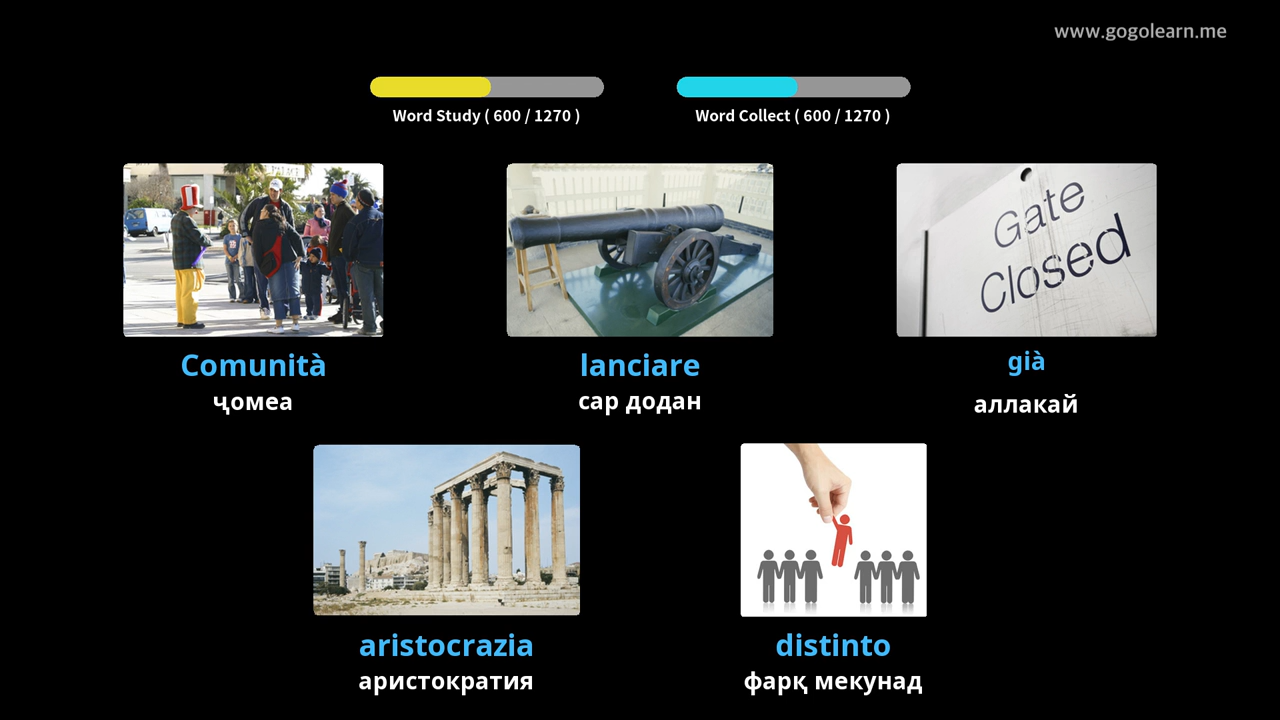 www.gogolearn.me
Word Study ( 600 / 1270 )
Word Collect ( 600 / 1270 )
Gate
Closed
Comunità
ҷомеа
lanciare
сар додан
già
аллакай
aristocrazia
аристократия
distinto
фарқ мекунад